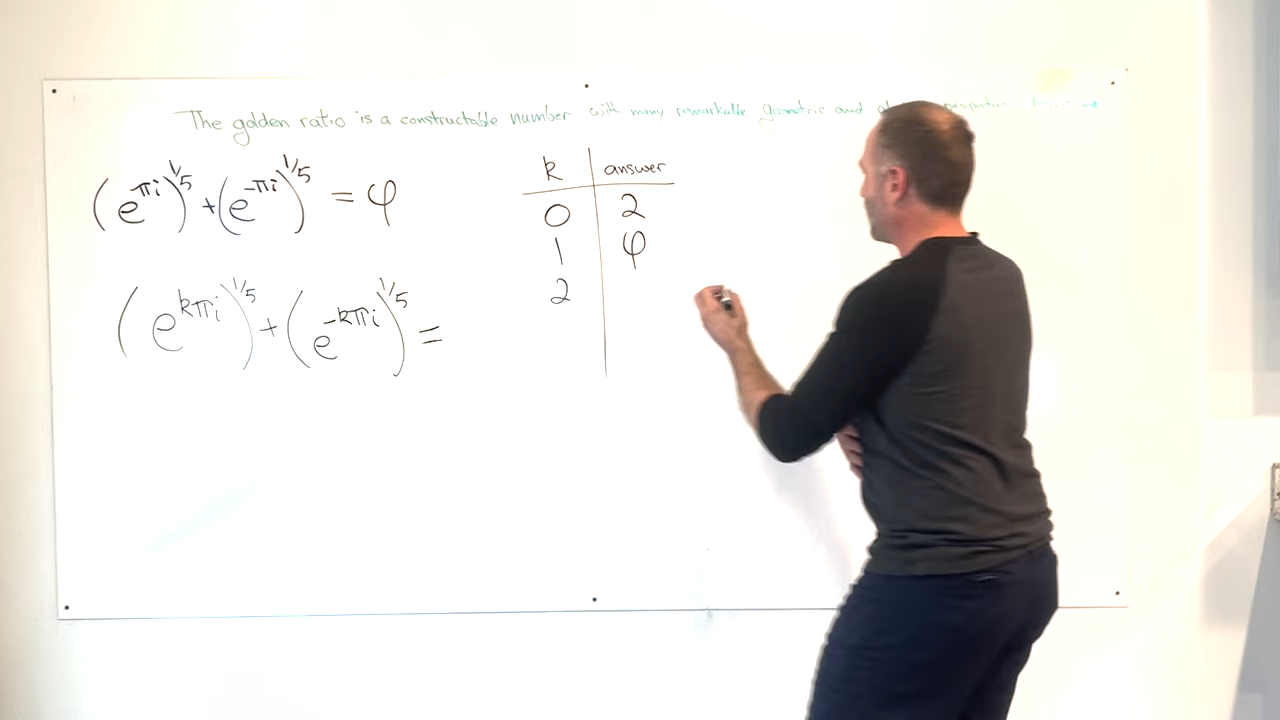 The golden ratio is a constructable number with many remarkable geometric and
(e^πi)^1/5 + (e^-πi)^1/5 = φ
(e^kπi)^1/5 + (e^-kπi)^1/5 =
k answer
0 2
1 φ
2